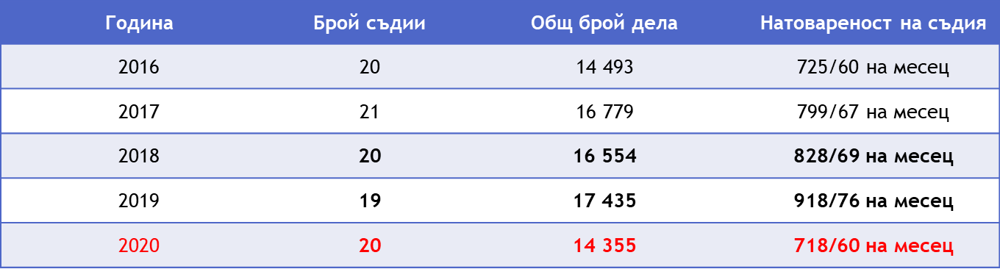 Година Брой съдии Общ брой дела Натовареност на съдия
2016 20 14 493 725/60 на месец
2017 21 16 779 799/67 на месец
2018 20 16 554 828/69 на месец
2019 19 17 435 918/76 на месец
2020 20 14 355 718/60 на месец